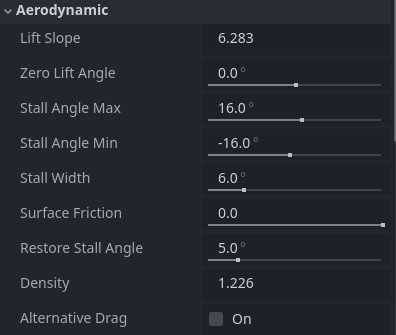 Aerodynamic
Lift Slope 6.283
Zero Lift Angle 0.0 °
Stall Angle Max 16.0 °
Stall Angle Min -16.0 °
Stall Width 6.0 °
Surface Friction 0.0
Restore Stall Angle 5.0 °
Density 1.226
Alternative Drag On